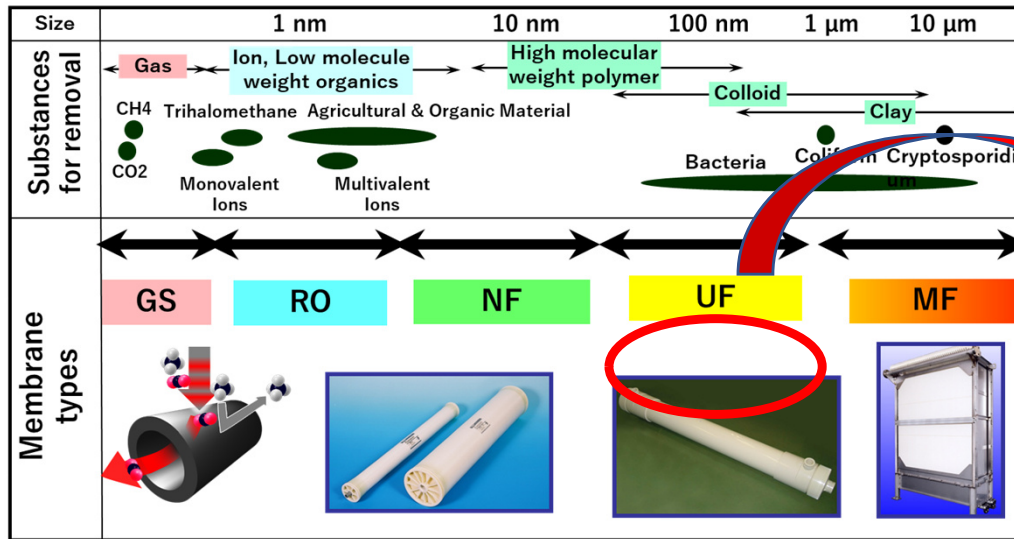 Size
1 nm
10 nm
100 nm
1 μm
10 μm
Substances
for removal
Gas
Ion, Low molecule
weight organics
High molecular
weight polymer
Colloid
Clay
CH4
Trihalomethane
Agricultural & Organic Material
CO2
Monovalent
Ions
Multivalent
Ions
Bacteria
Cryptosporidi
um
Membrane
types
GS
RO
NF
UF
MF